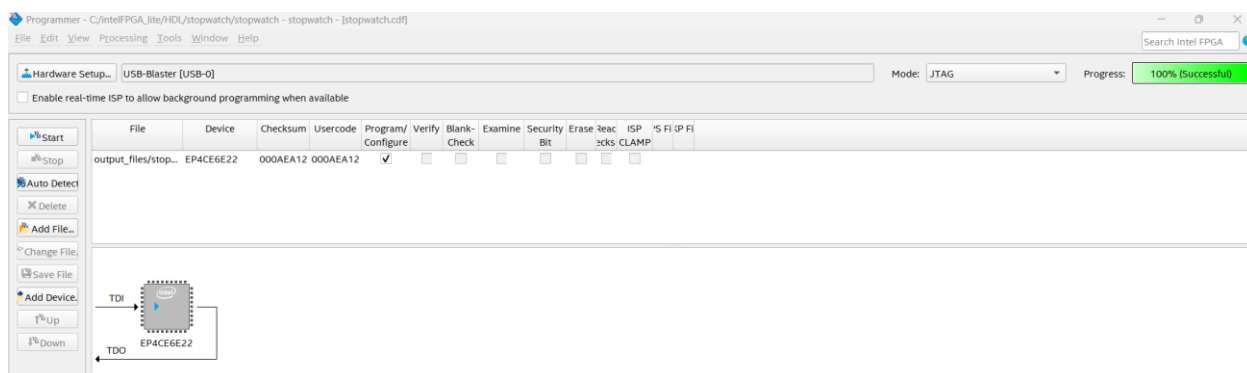 Programmer - C:/intelFPGA_lite/HDL/stopwatch/stopwatch - stopwatch - [stopwatch.cdf]
File Edit View Processing Tools Window Help
Search Intel FPGA
Hardware Setup... USB-Blaster [USB-0] Mode: JTAG Progress: 100% (Successful)
Enable real-time ISP to allow background programming when available
File Device Checksum Usercode Program/ Verify Blank- Examine Security Erase ISP
Configure Check Bit CLAMP
output_files/stop... EP4CE6E22 000AEA12 000AEA12
Start
Stop
Auto Detect
Delete
Add File...
Change File.
Save File
Add Device.
Up
Down
TDI
intel
EP4CE6E22
TDO